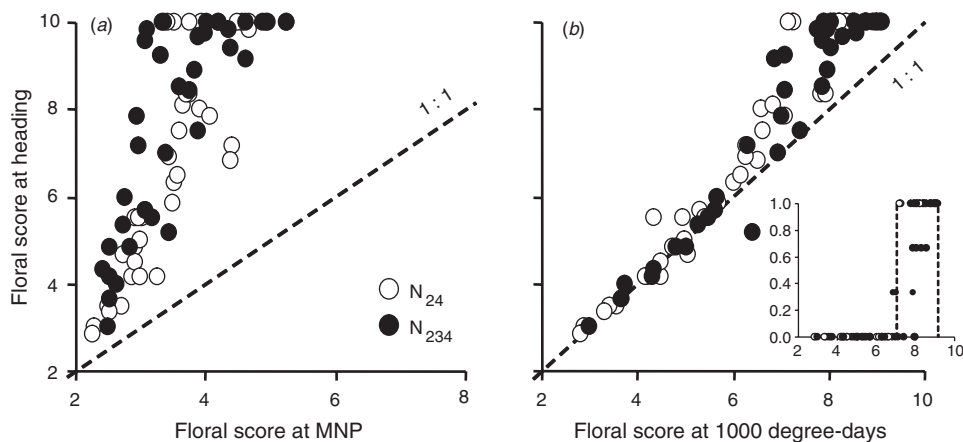 Floral score at heading
(a)
10
8
6
4
2
1 : 1
N24
N234
2 4 6 8
Floral score at MNP
(b)
10
8
6
4
2
1 : 1
1.0
0.8
0.6
0.4
0.2
0.0
2 4 6 8 10
2 4 6 8 10
Floral score at 1000 degree-days